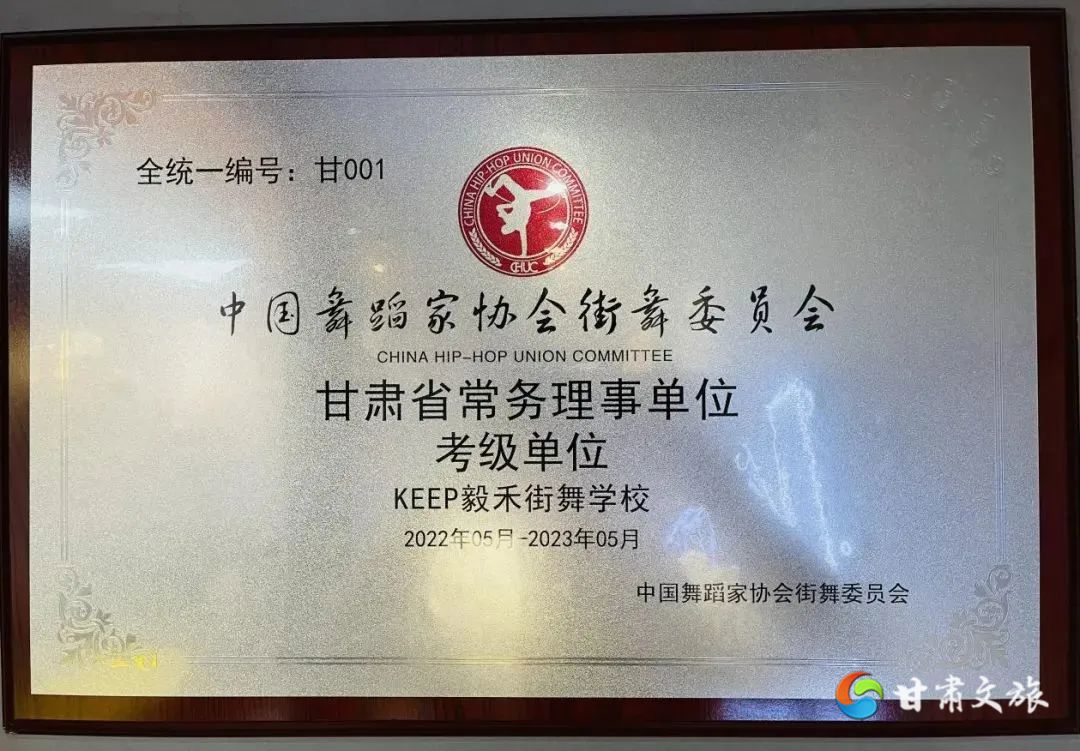 全统一编号：甘001
CHINA HIP-HOP UNION COMMITTEE
CHUC
中国舞蹈家协会街舞委员会
CHINA HIP-HOP UNION COMMITTEE
甘肃省常务理事单位
考级单位
KEEP毅禾街舞学校
2022年05月-2023年05月
中国舞蹈家协会街舞委员会
甘肃文旅